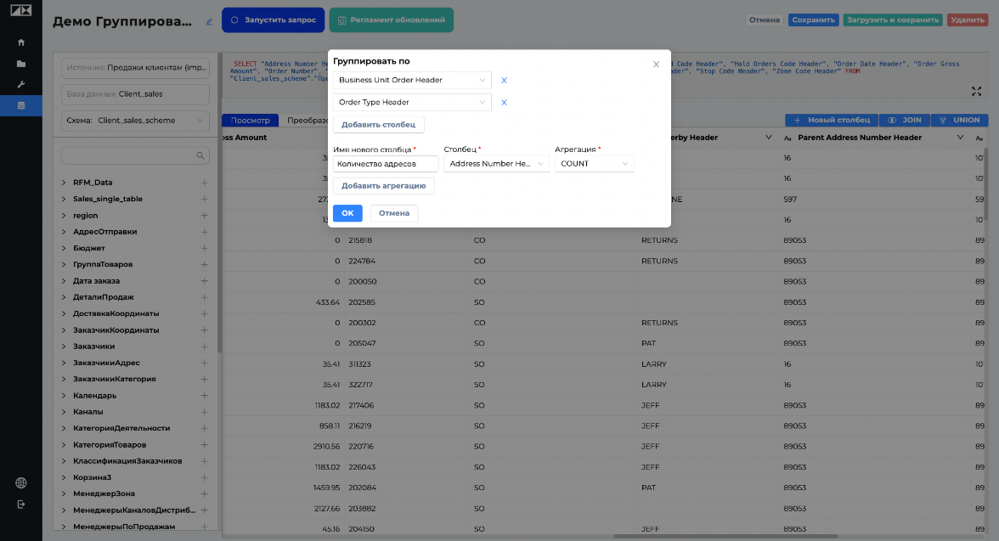 Демо Группирова...
Запустить запрос
Регламент обновлений
Отмена
Сохранить
Загрузить и сохранить
Удалить
Источник: Продажи клиентам (imp...
База данных: Client_sales
Схема: Client_sales_scheme
RFM_Data
Sales_single_table
region
АдресОтправки
Бюджет
ГруппаТоваров
Дата заказа
ДеталиПродаж
ДоставкаКоординаты
ЗаказчикКоординаты
Заказчики
ЗаказчикиАдрес
ЗаказчикиКатегория
Календарь
Каналы
КатегорияДеятельности
КатегорияТоваров
КлассификацияЗаказчиков
Корзина3
МенеджерЗона
МенеджерыКаналовДистриб...
МенеджерыПоПродажам
SELECT "Address Number He
Code Header", "Hold Orders Code Header", "Order Date Header", "Order Gross
Amount", "Order Number", "
Header", "Stop Code Header", "Zone Code Header" FROM
"Client_sales_scheme"."Пр
Группировать по
Business Unit Order Header
Order Type Header
Добавить столбец
Имя нового столбца *
Столбец *
Агрегация *
Количество адресов
Address Number He...
COUNT
Добавить агрегацию
OK
Отмена
Просмотр
Преобраз
Новый столбец
JOIN
UNION
oss Amount
erby Header
Parent Address Number Header
16
10
16
10
597
59
16
10
0 215818 CO RETURNS 89053 89
0 224784 CO RETURNS 89053 89
0 200050 CO 89053 89
433.64 202585 SO 89053 89
0 200302 CO RETURNS 89053 89
0 205047 SO PAT 89053 89
35.41 311323 SO LARRY 16 10
35.41 322717 SO LARRY 16 10
1183.02 217406 SO JEFF 89053 89
858.11 216219 SO JEFF 89053 89
2910.56 220716 SO JEFF 89053 89
1183.02 226043 SO JEFF 89053 89
1459.95 202084 SO PAT 89053 89
2127.66 203882 SO 89053 89
45.16 204150 SO JEFF 89053 89